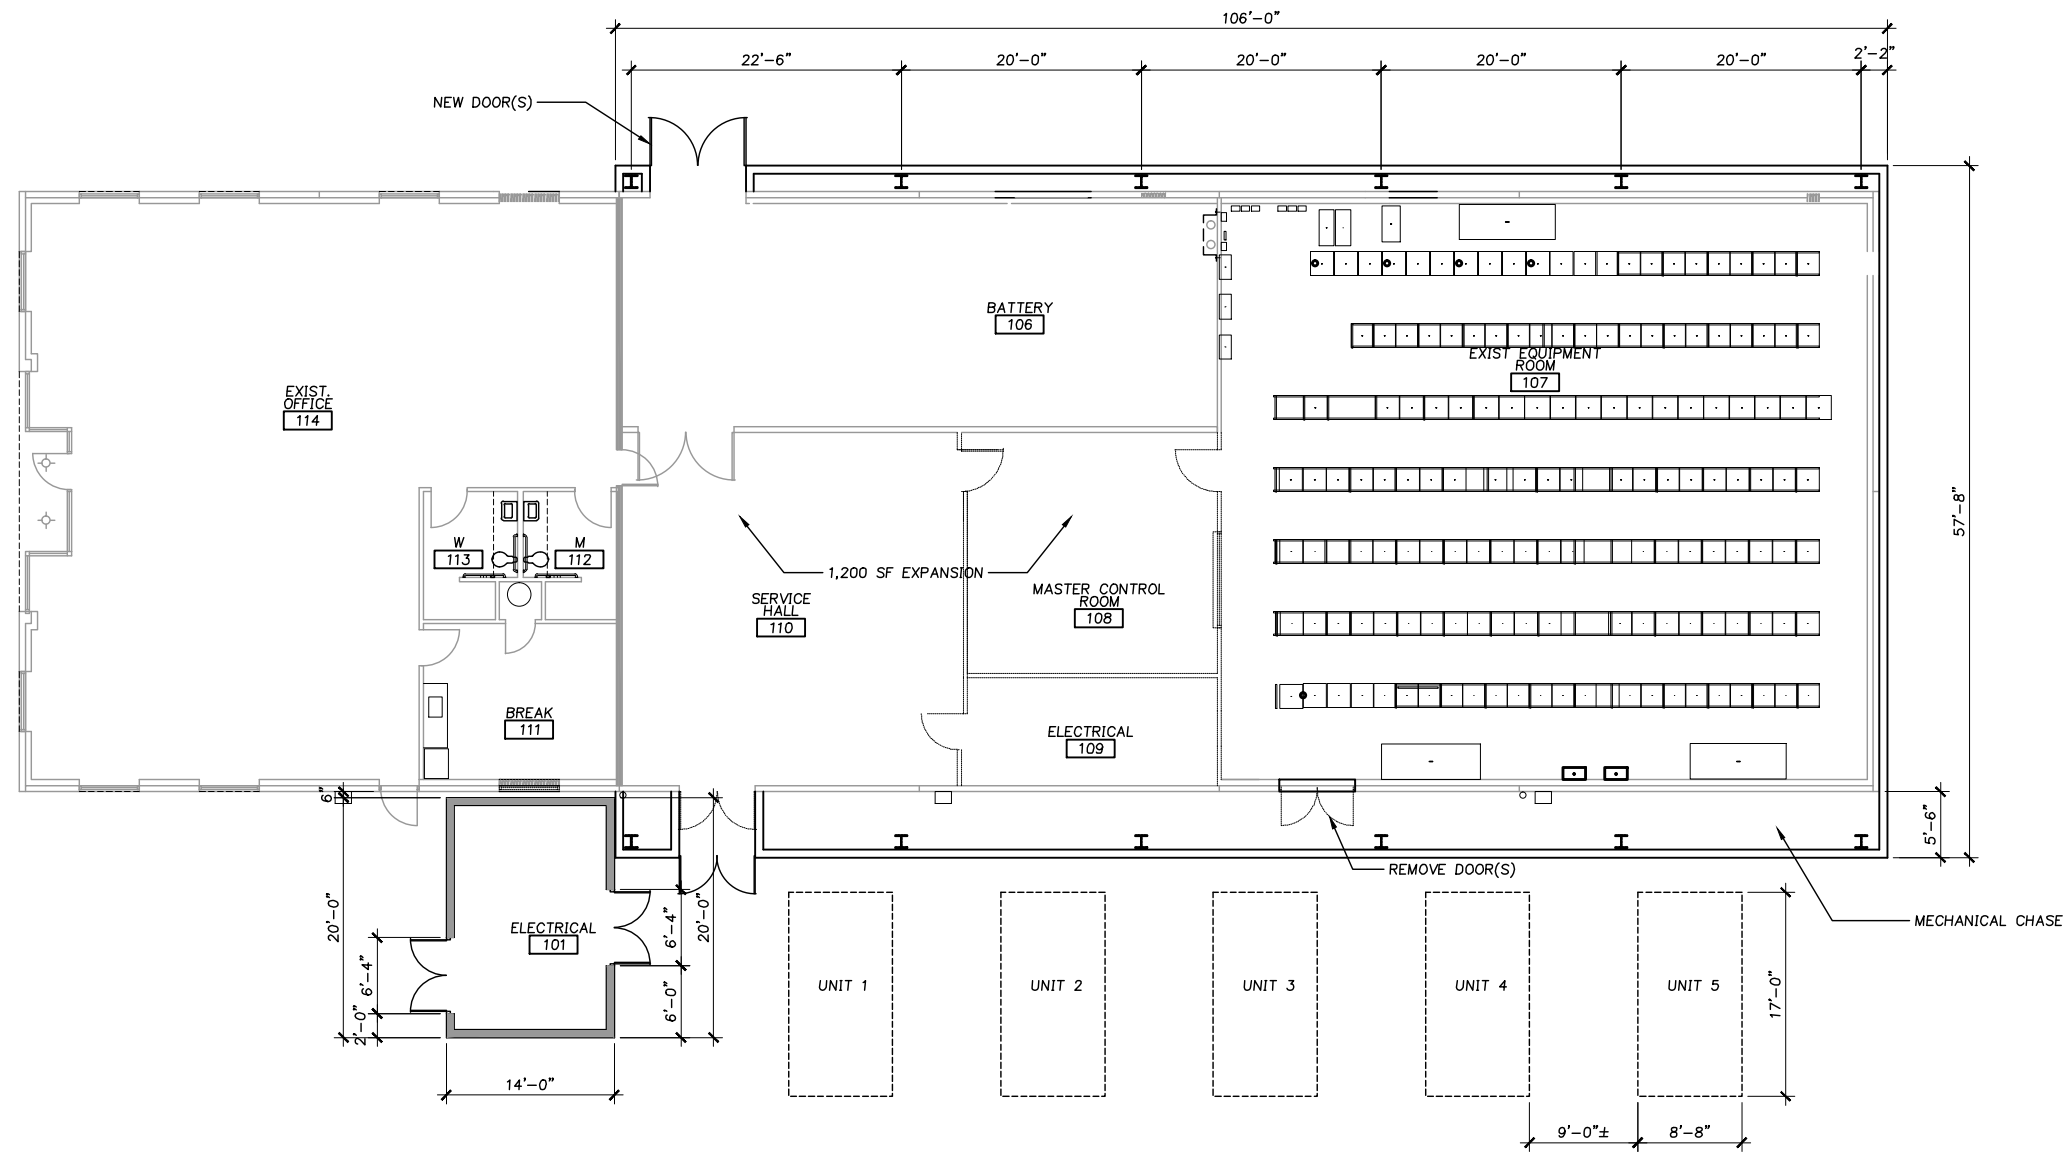 106'-0"
22'-6"
20'-0"
20'-0"
20'-0"
20'-0"
2'-2"
NEW DOOR(S)
BATTERY
106
EXIST EQUIPMENT
ROOM
107
EXIST.
OFFICE
114
57'-8"
W
113
M
112
1,200 SF EXPANSION
SERVICE
HALL
110
MASTER CONTROL
ROOM
108
BREAK
111
ELECTRICAL
109
6"
5'-6"
REMOVE DOOR(S)
MECHANICAL CHASE
20'-0"
6'-4"
2'-0"
ELECTRICAL
101
6'-4"
6'-0"
20'-0"
14'-0"
UNIT 1
UNIT 2
UNIT 3
UNIT 4
UNIT 5
17'-0"
9'-0"±
8'-8"